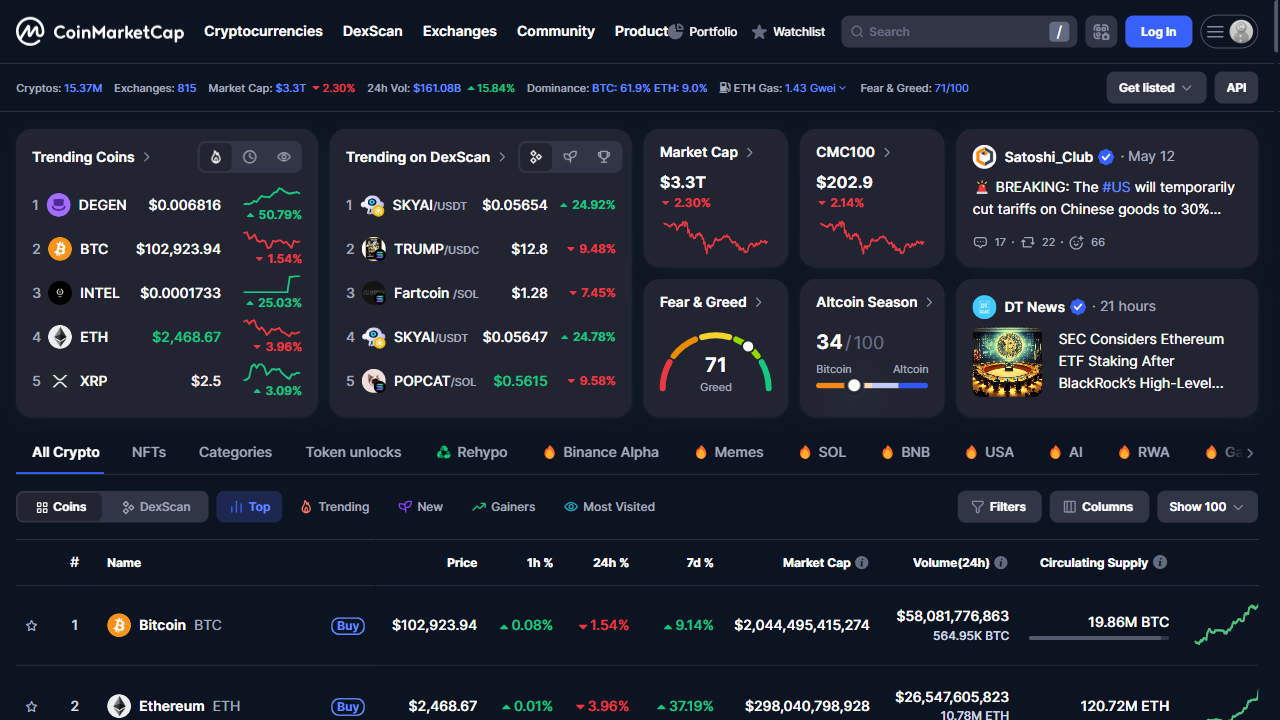 CoinMarketCap Cryptocurrencies DexScan Exchanges Community Product Portfolio Watchlist Search / Log In
Cryptos: 15.37M Exchanges: 815 Market Cap: $3.3T 2.30% 24h Vol: $161.08B 15.84% Dominance: BTC: 61.9% ETH: 9.0% ETH Gas: 1.43 Gwei Fear & Greed: 71/100 Get listed API
Trending Coins
1 DEGEN $0.006816 50.79%
2 BTC $102,923.94 1.54%
3 INTEL $0.0001733 25.03%
4 ETH $2,468.67 3.96%
5 XRP $2.5 3.09%
Trending on DexScan
1 SKYAI/USDT $0.05654 24.92%
2 TRUMP/USDC $12.8 9.48%
3 Fartcoin /SOL $1.28 7.45%
4 SKYAI/USDT $0.05647 24.78%
5 POPCAT/SOL $0.5615 9.58%
Market Cap
$3.3T
2.30%
CMC100
$202.9
2.14%
Fear & Greed
71
Greed
Altcoin Season
34/100
Bitcoin Altcoin
Satoshi_Club · May 12
BREAKING: The #US will temporarily
cut tariffs on Chinese goods to 30%...
17 · 22 · 66
DT News · 21 hours
SEC Considers Ethereum
ETF Staking After
BlackRock's High-Level...
All Crypto NFTs Categories Token unlocks Rehypo Binance Alpha Memes SOL BNB USA AI RWA
Coins DexScan Top Trending New Gainers Most Visited Filters Columns Show 100
# Name Price 1h % 24h % 7d % Market Cap Volume(24h) Circulating Supply
1 Bitcoin BTC Buy $102,923.94 0.08% 1.54% 9.14% $2,044,495,415,274 $58,081,776,863 19.86M BTC
564.95K BTC
2 Ethereum ETH Buy $2,468.67 0.01% 3.96% 37.19% $298,040,798,928 $26,547,605,823 120.72M ETH
10.78M ETH